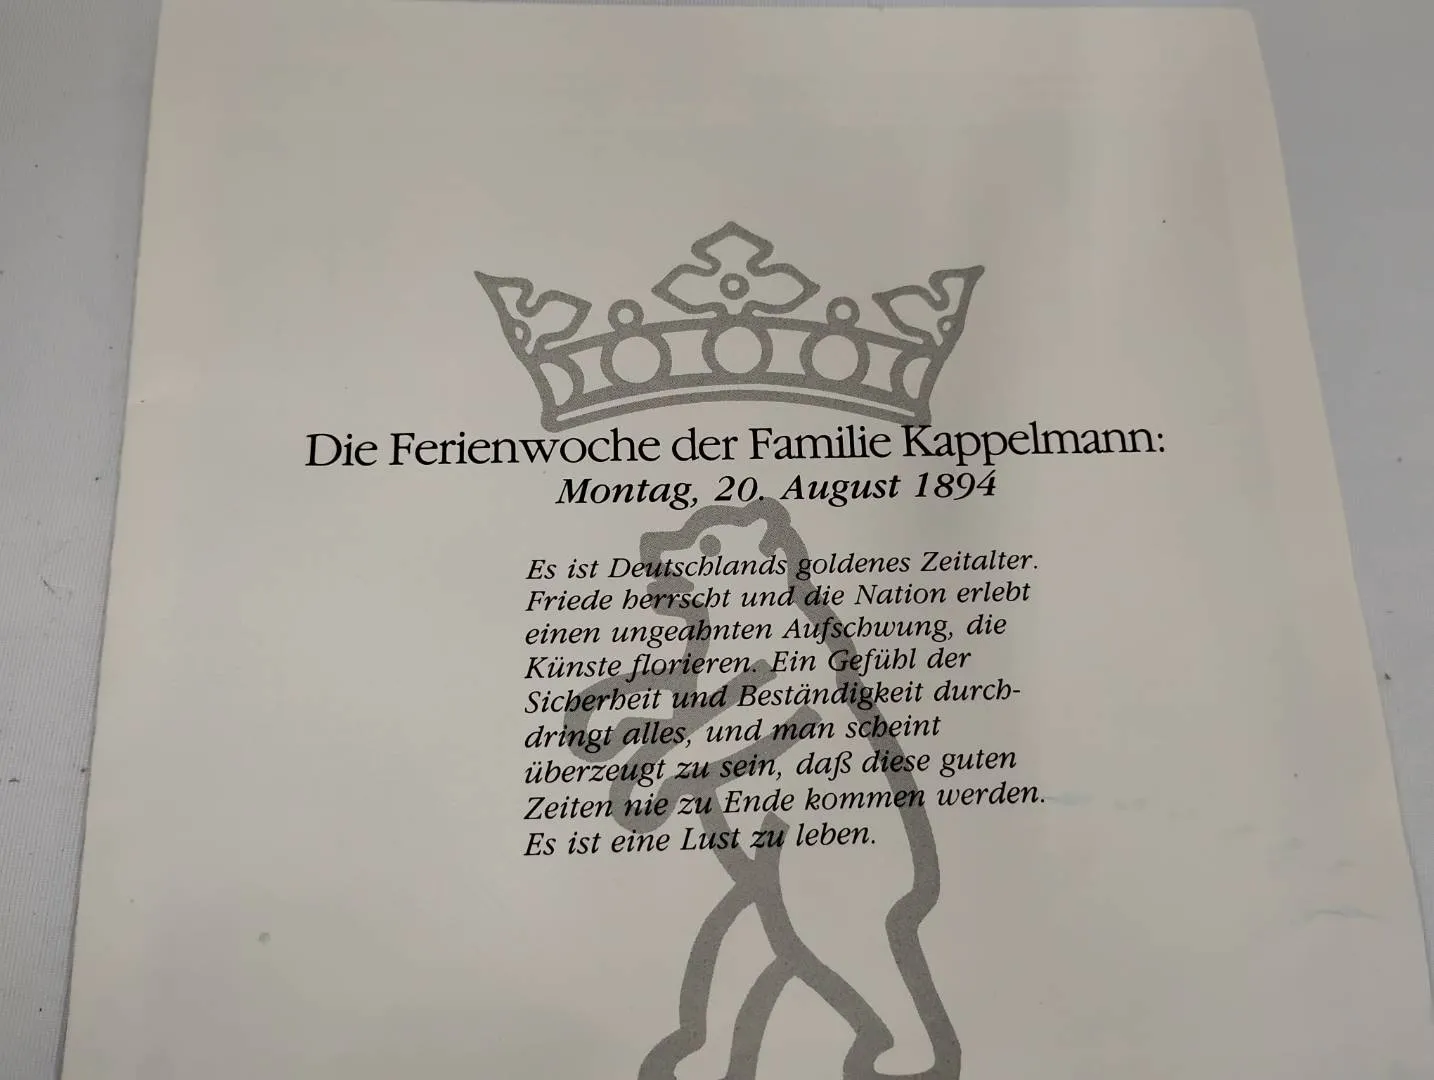 Die Ferienwoche der Familie Kappelmann:
Montag, 20. August 1894
Es ist Deutschlands goldenes Zeitalter.
Friede herrscht und die Nation erlebt
einen ungeahnten Aufschwung, die
Künste florieren. Ein Gefühl der
Sicherheit und Beständigkeit durch-
dringt alles, und man scheint
überzeugt zu sein, daß diese guten
Zeiten nie zu Ende kommen werden.
Es ist eine Lust zu leben.